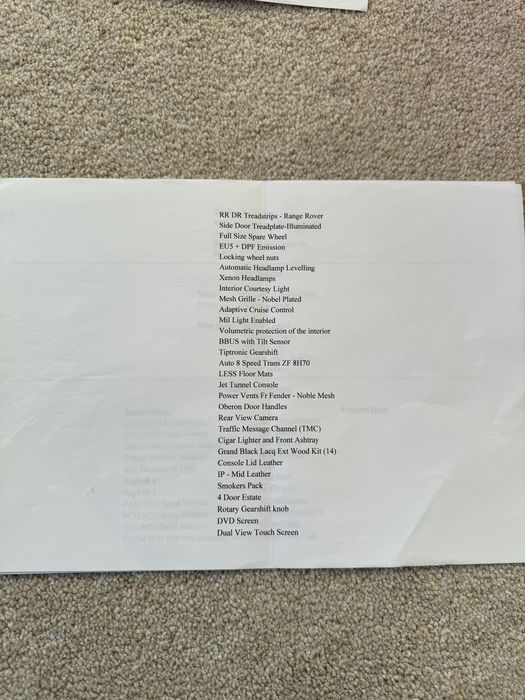 RR DR Treadstrips - Range Rover
Side Door Treadplate-Illuminated
Full Size Spare Wheel
EU5 + DPF Emission
Locking wheel nuts
Automatic Headlamp Levelling
Xenon Headlamps
Interior Courtesy Light
Mesh Grille - Nobel Plated
Adaptive Cruise Control
Mil Light Enabled
Volumetric protection of the interior
BBUS with Tilt Sensor
Tiptronic Gearshift
Auto 8 Speed Trans ZF 8H70
LESS Floor Mats
Jet Tunnel Console
Power Vents Fr Fender - Noble Mesh
Oberon Door Handles
Rear View Camera
Traffic Message Channel (TMC)
Cigar Lighter and Front Ashtray
Grand Black Lacq Ext Wood Kit (14)
Console Lid Leather
IP - Mid Leather
Smokers Pack
4 Door Estate
Rotary Gearshift knob
DVD Screen
Dual View Touch Screen